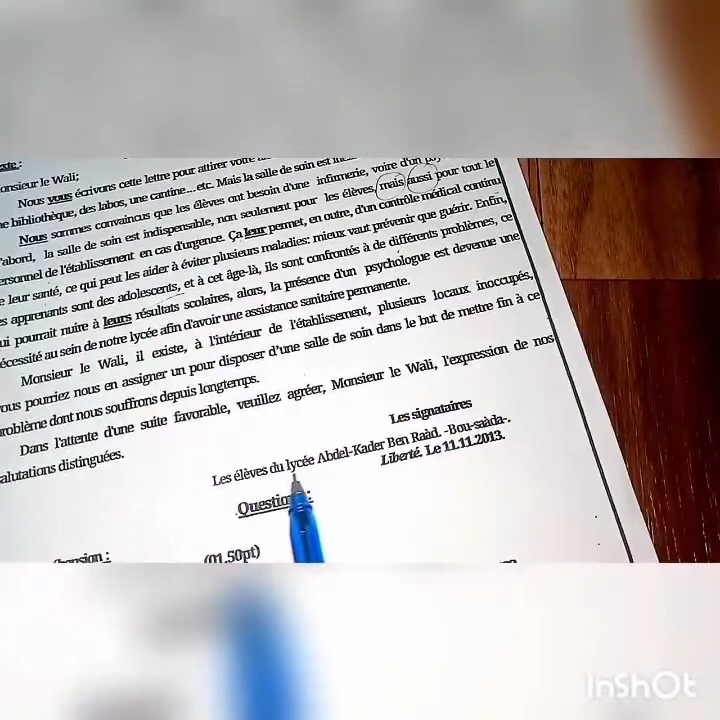 Monsieur le Wali;
Nous vous écrivons cette lettre pour attirer votre
bibliothèque, des labos, une cantine...etc. Mais la salle de soin est
Nous sommes convaincus que les élèves ont besoin d'une infirmerie, voire d'un
d'abord, la salle de soin est indispensable, non seulement pour les élèves, mais aussi pour tout le
personnel de l'établissement en cas d'urgence. Ça leur permet, en outre, d'un contrôle médical continu
leur santé, ce qui peut les aider à éviter plusieurs maladies: mieux vaut prévenir que guérir. Enfin,
apprenants sont des adolescents, et à cet âge-là, ils sont confrontés à de différents problèmes, ce
qui pourrait nuire à leurs résultats scolaires, alors, la présence d'un psychologue est devenue une
nécessité au sein de notre lycée afin d'avoir une assistance sanitaire permanente.
Monsieur le Wali, il existe, à l'intérieur de l'établissement, plusieurs locaux inoccupés,
vous pourriez nous en assigner un pour disposer d'une salle de soin dans le but de mettre fin à ce
problème dont nous souffrons depuis longtemps.
Dans l'attente d'une suite favorable, veuillez agréer, Monsieur le Wali, l'expression de nos
salutations distinguées.
Les signataires
Les élèves du lycée Abdel-Kader Ben Raàd. -Bou-saàda-.
Liberté. Le 11.11.2013.
Questio :
(01.50pt)
InShOt